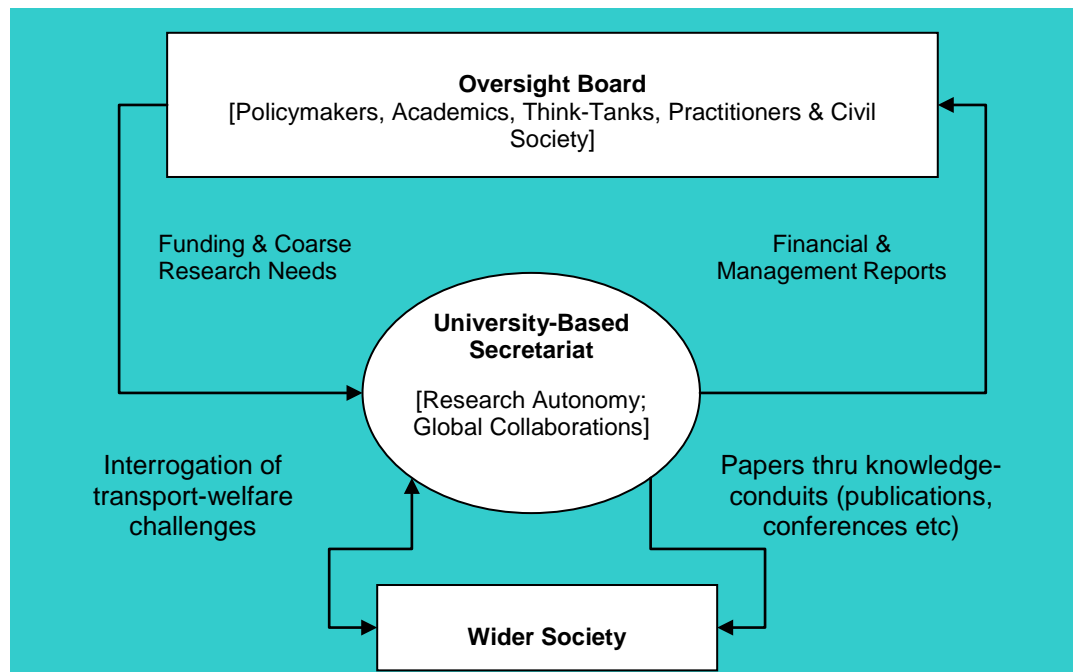 Oversight Board
[Policymakers, Academics, Think-Tanks, Practitioners & Civil
Society]
Funding & Coarse
Research Needs
Financial &
Management Reports
University-Based
Secretariat
[Research Autonomy;
Global Collaborations]
Interrogation of
transport-welfare
challenges
Papers thru knowledge-
conduits (publications,
conferences etc)
Wider Society